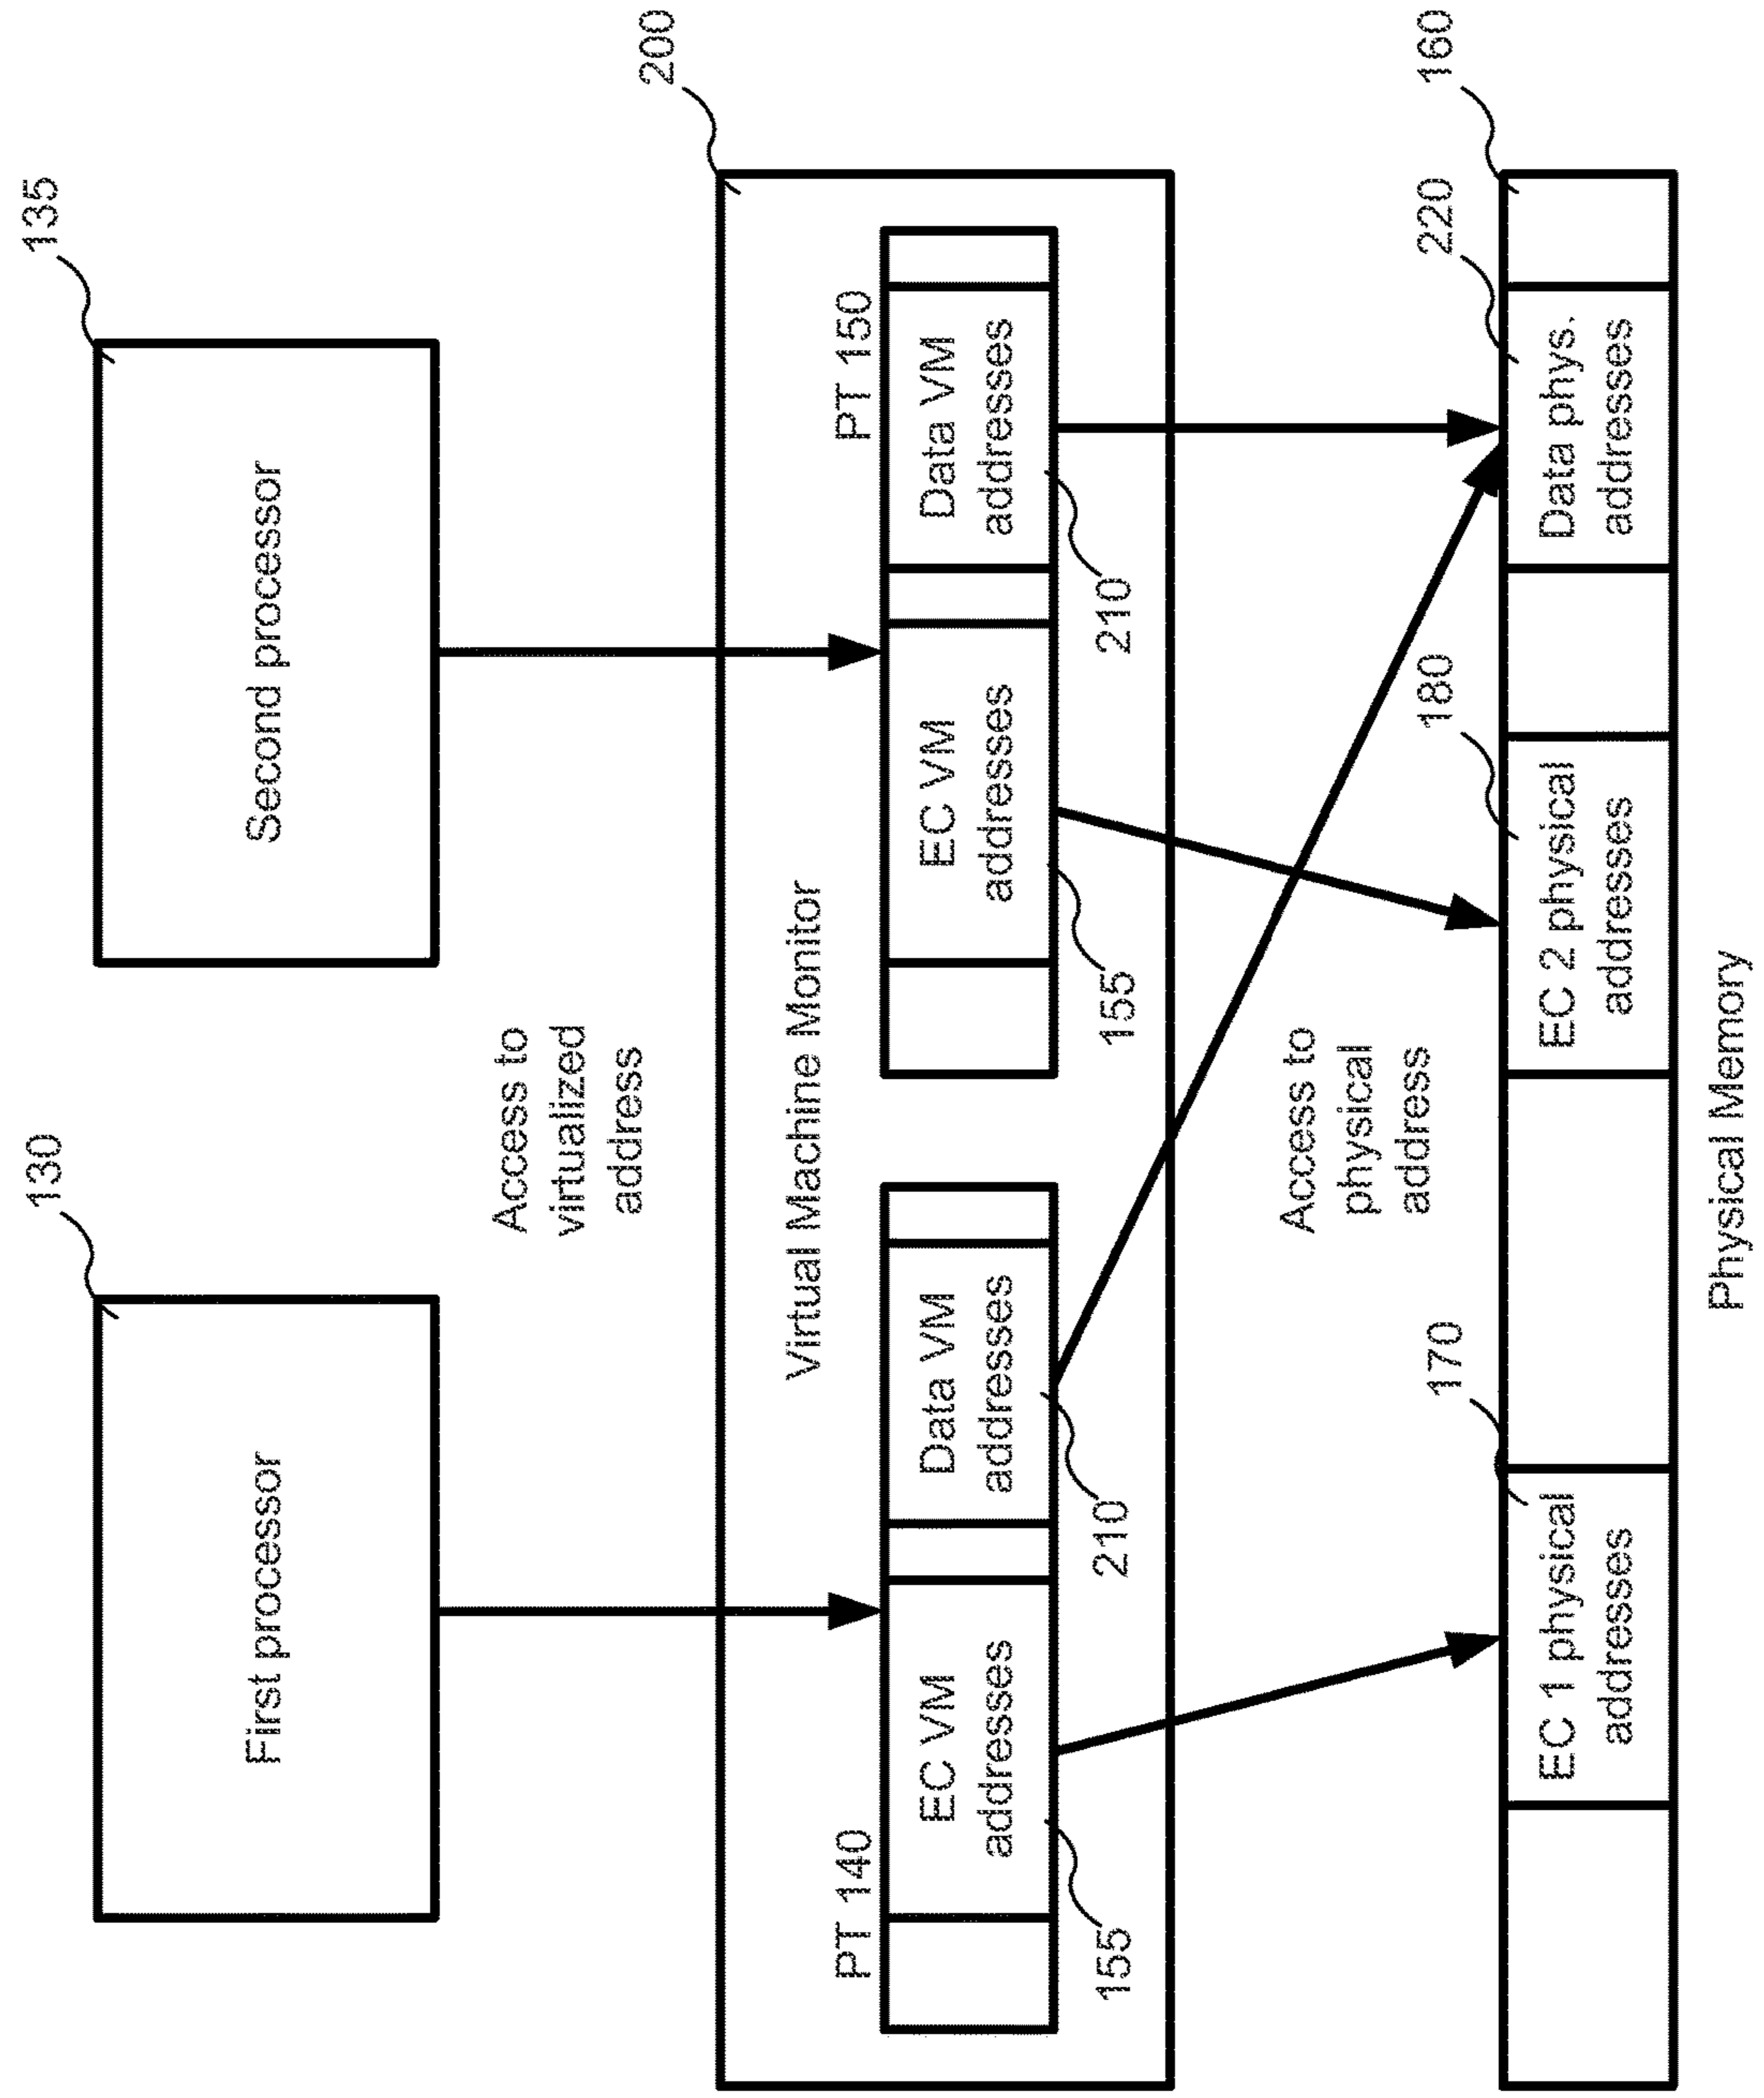 130
135
First processor
Second processor
Access to
virtualized
address
200
Virtual Machine Monitor
PT 140
PT 150
EC VM
addresses
Data VM
addresses
EC VM
addresses
Data VM
addresses
155
210
155
210
Access to
physical
address
170
180
220
160
EC 1 physical
addresses
EC 2 physical
addresses
Data phys.
addresses
Physical Memory